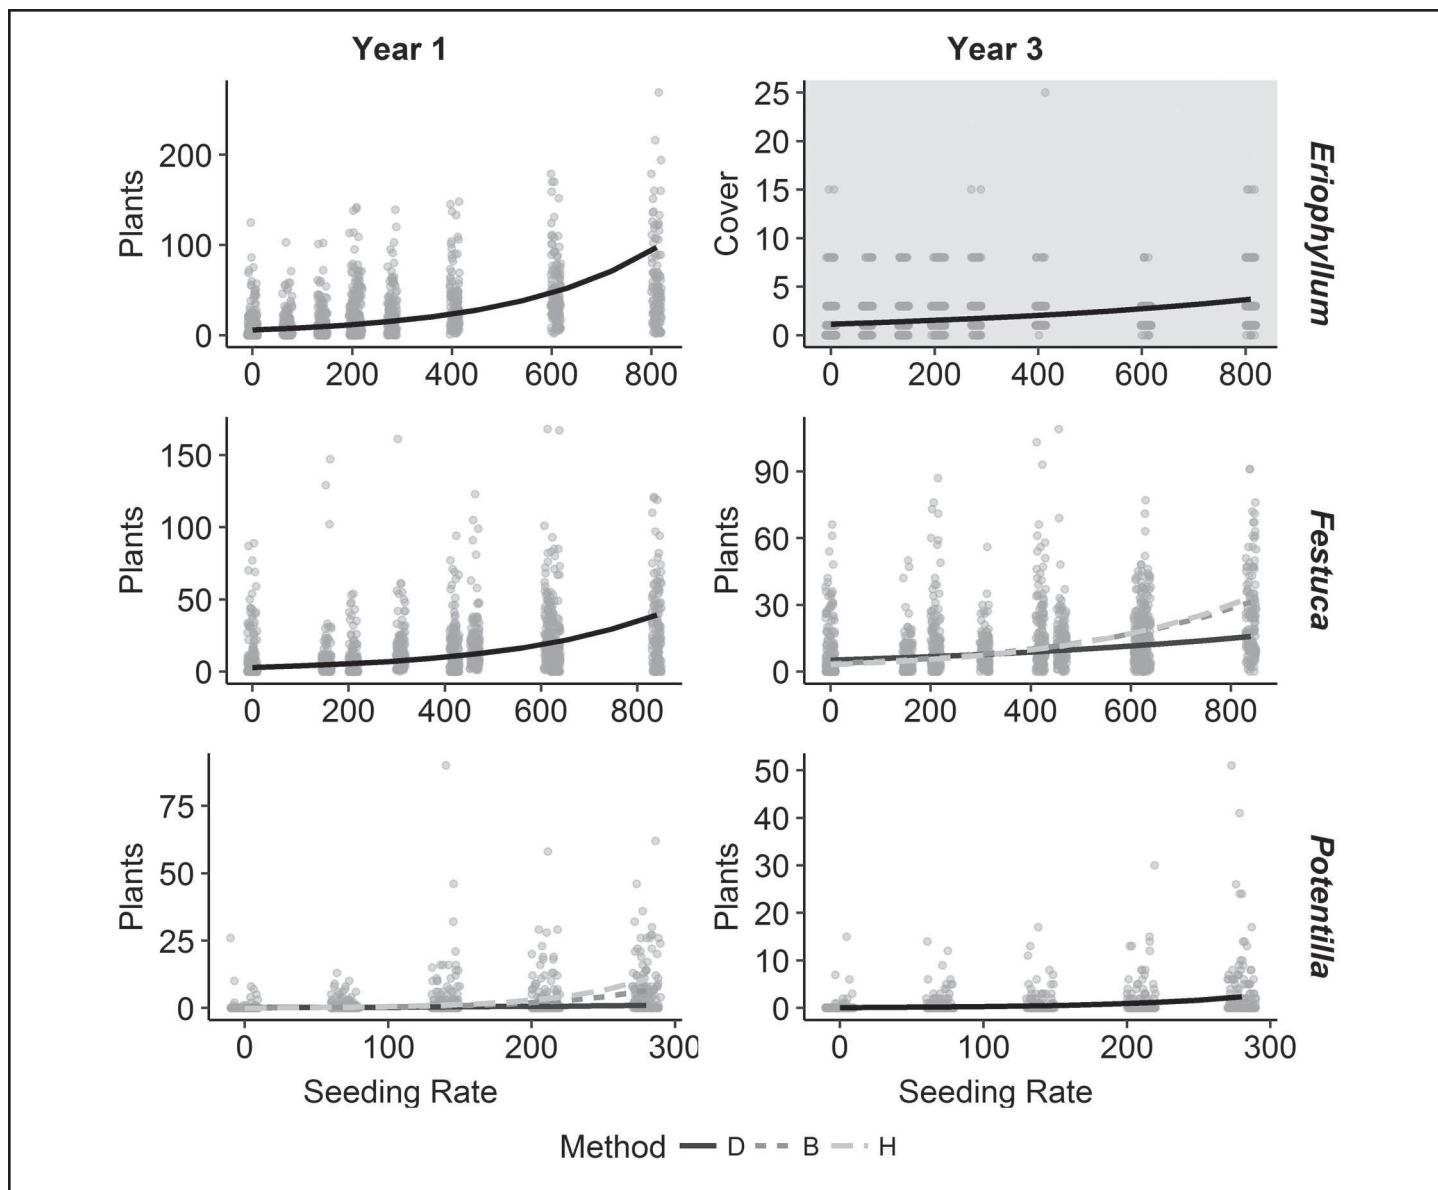 Year 1 Year 3
Plants 200 100 0
0 200 400 600 800
Cover 25 20 15 10 5 0
0 200 400 600 800
Eriophyllum
Plants 150 100 50 0
0 200 400 600 800
Plants 90 60 30 0
0 200 400 600 800
Festuca
Plants 75 50 25 0
0 100 200 300
Seeding Rate
Plants 50 40 30 20 10 0
0 100 200 300
Seeding Rate
Potentilla
Method D B H